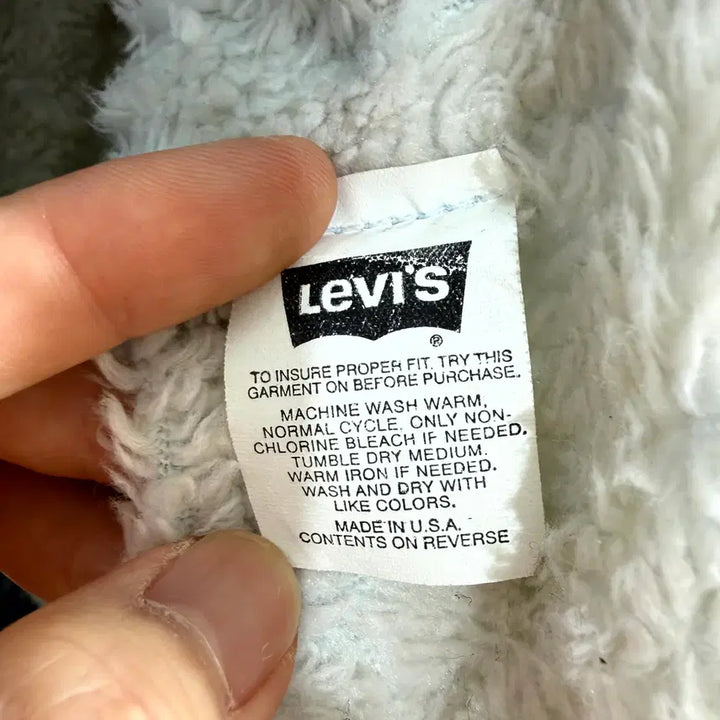 LEVI'S
®
TO INSURE PROPER FIT, TRY THIS
GARMENT ON BEFORE PURCHASE.
MACHINE WASH WARM,
NORMAL CYCLE, ONLY NON-
CHLORINE BLEACH IF NEEDED.
TUMBLE DRY MEDIUM.
WARM IRON IF NEEDED.
WASH AND DRY WITH
LIKE COLORS.
MADE IN U.S.A.
CONTENTS ON REVERSE